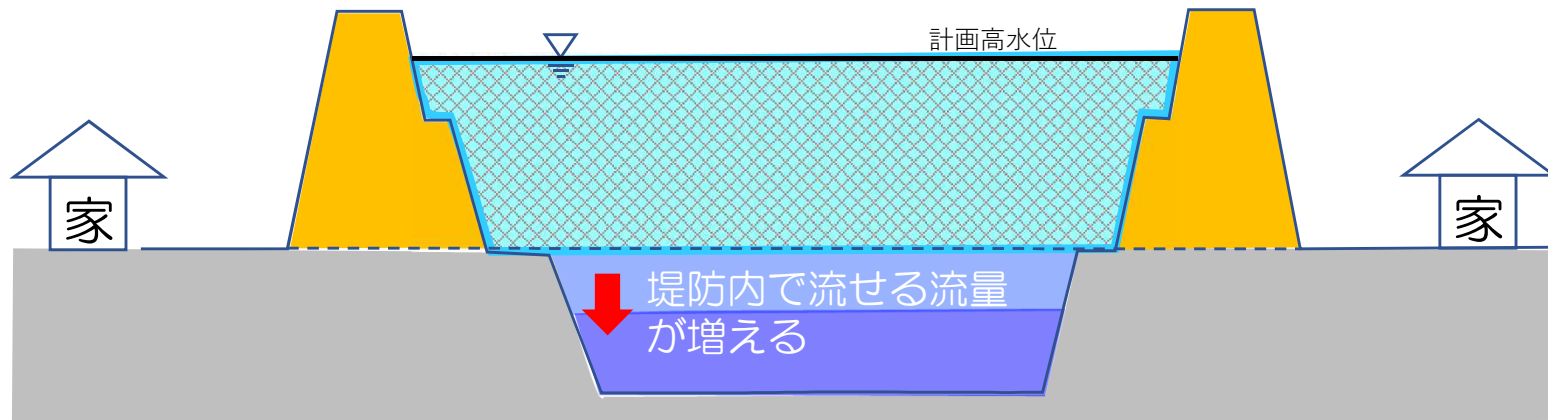 計画高水位
家
家
堤防内で流せる流量
が増える